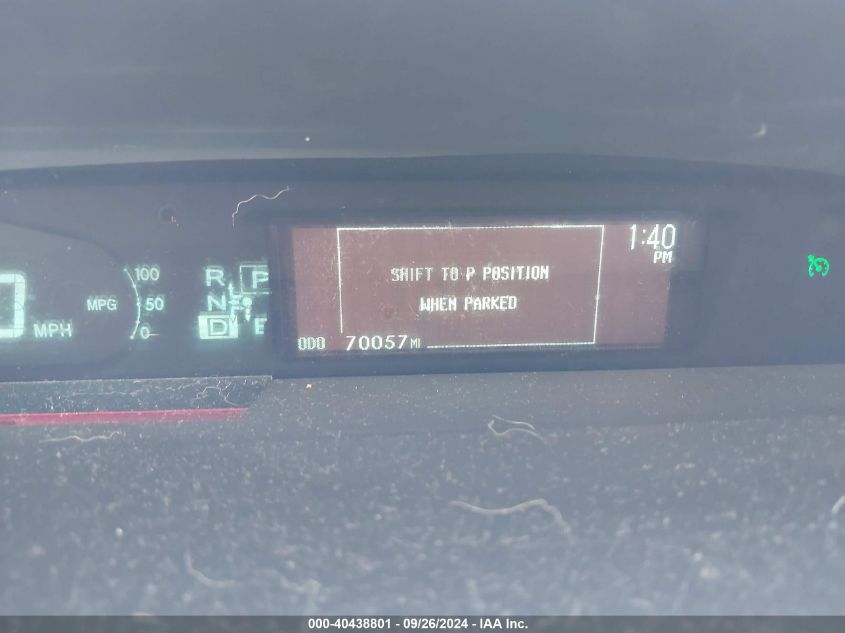 1:40
PM
100
R P
SHIFT TO P POSITION
MPG 50
N
WHEN PARKED
0 MPH
0
D
ODO 70057 MI
000-40438801 - 09/26/2024 - IAA Inc.